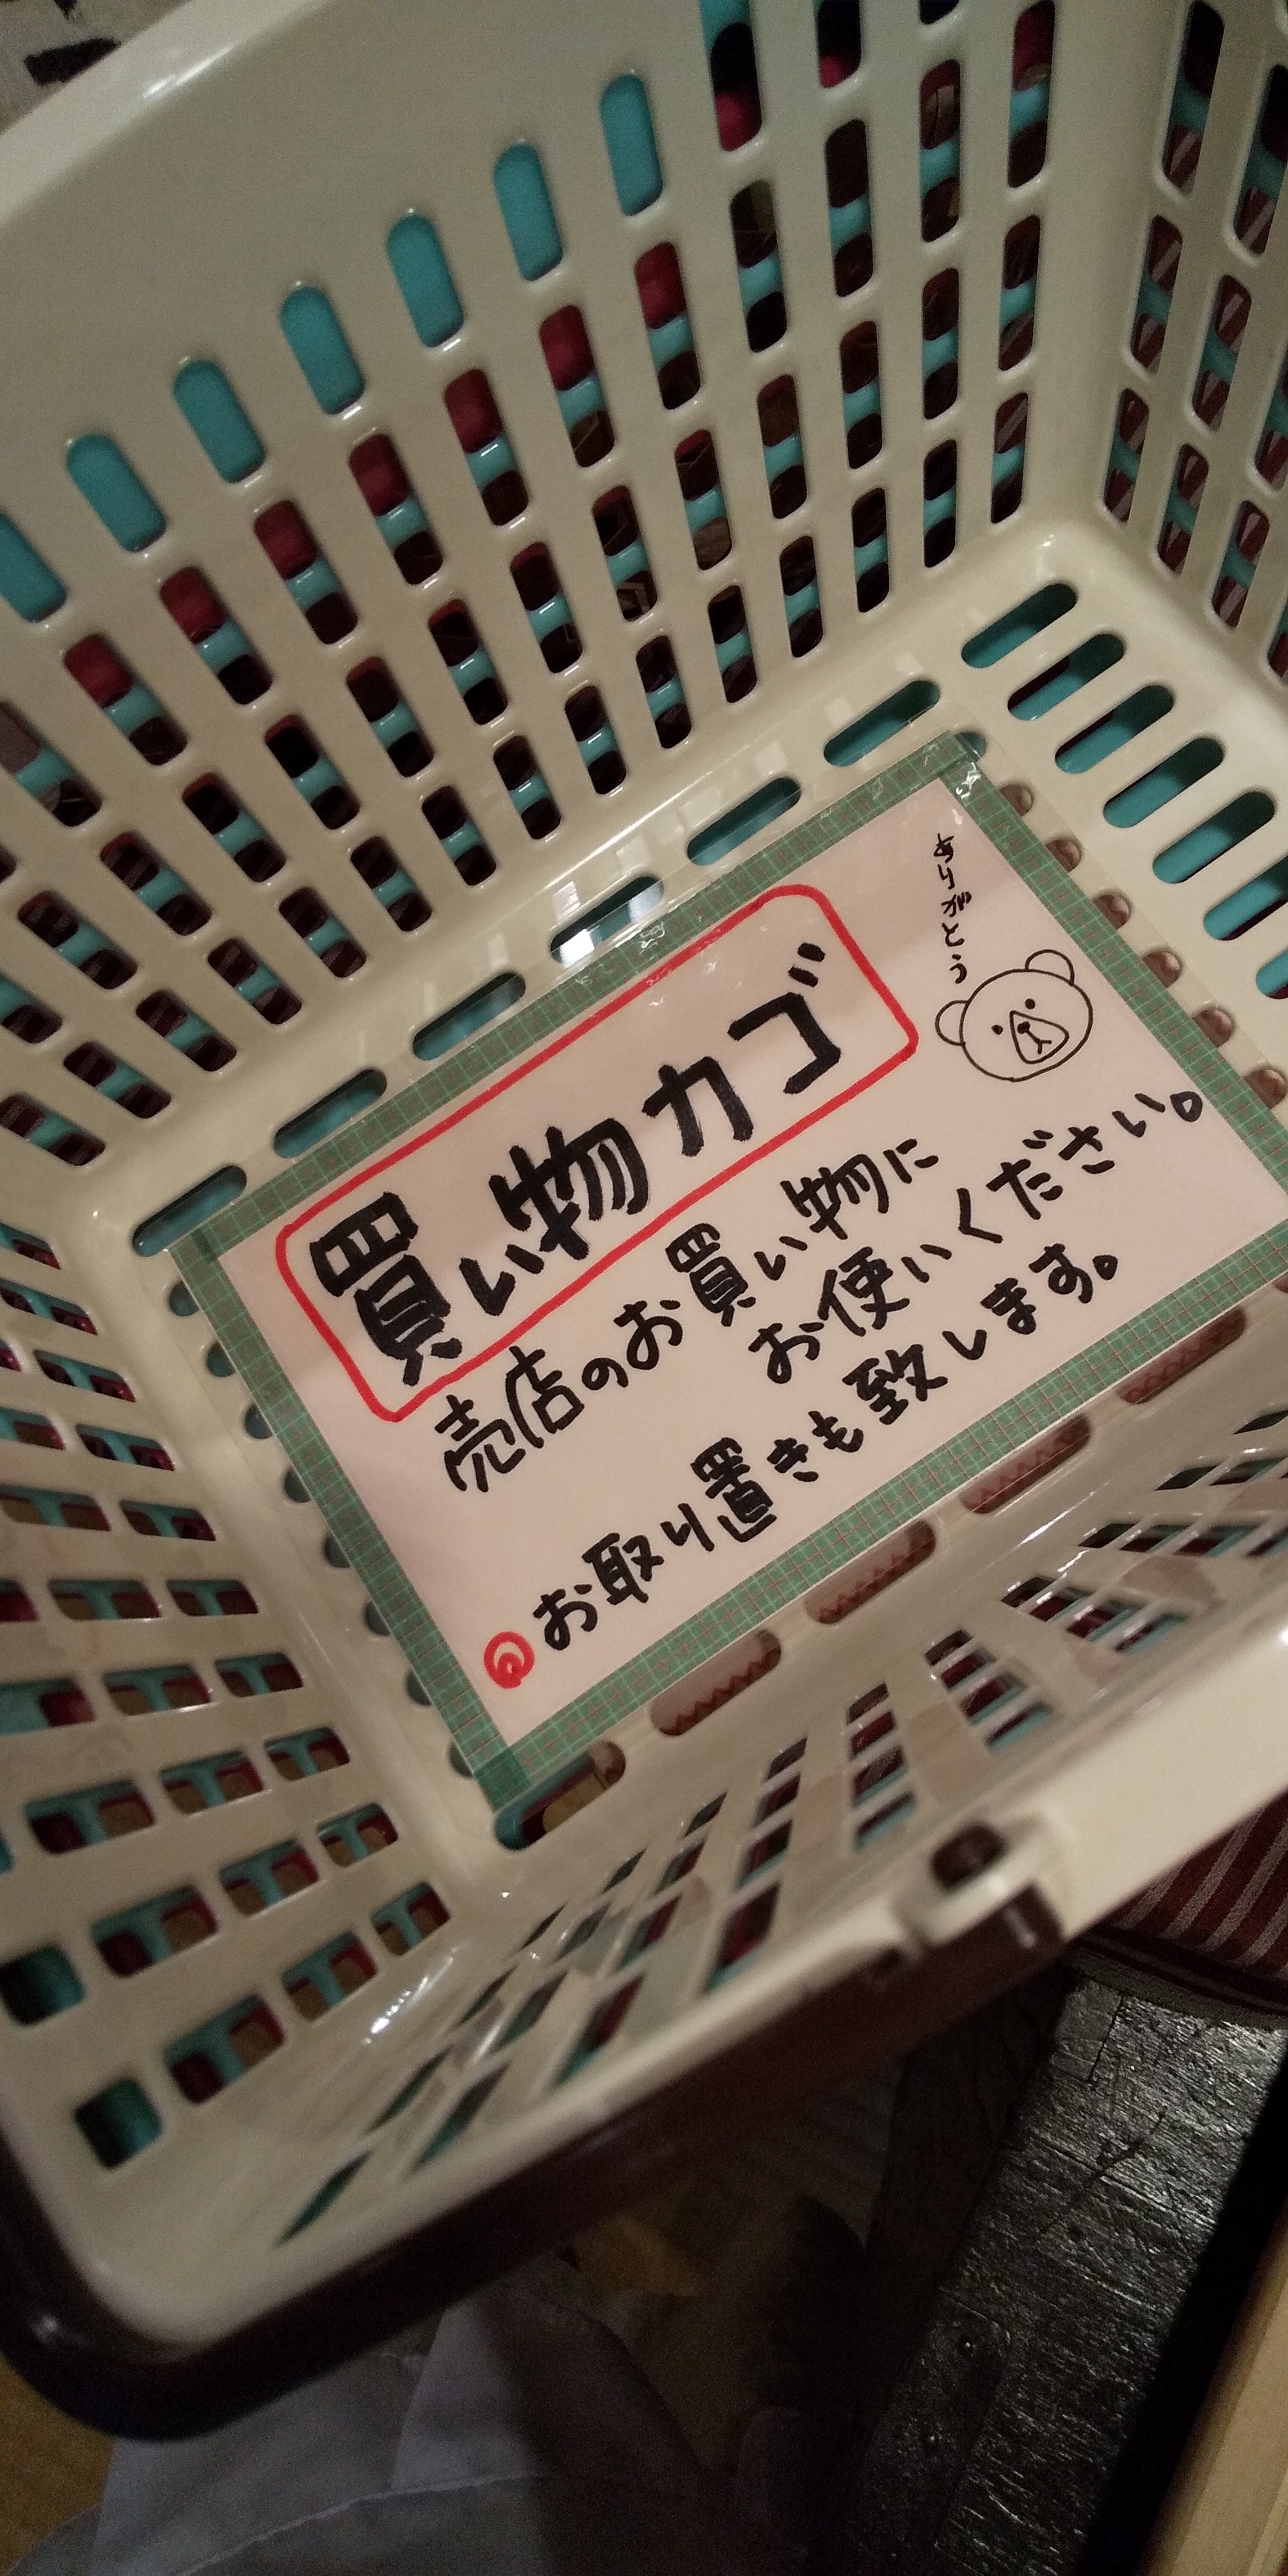 買い物カゴ
ありがとう
売店のお買い物に
お使いください。
お取り置きも致します。